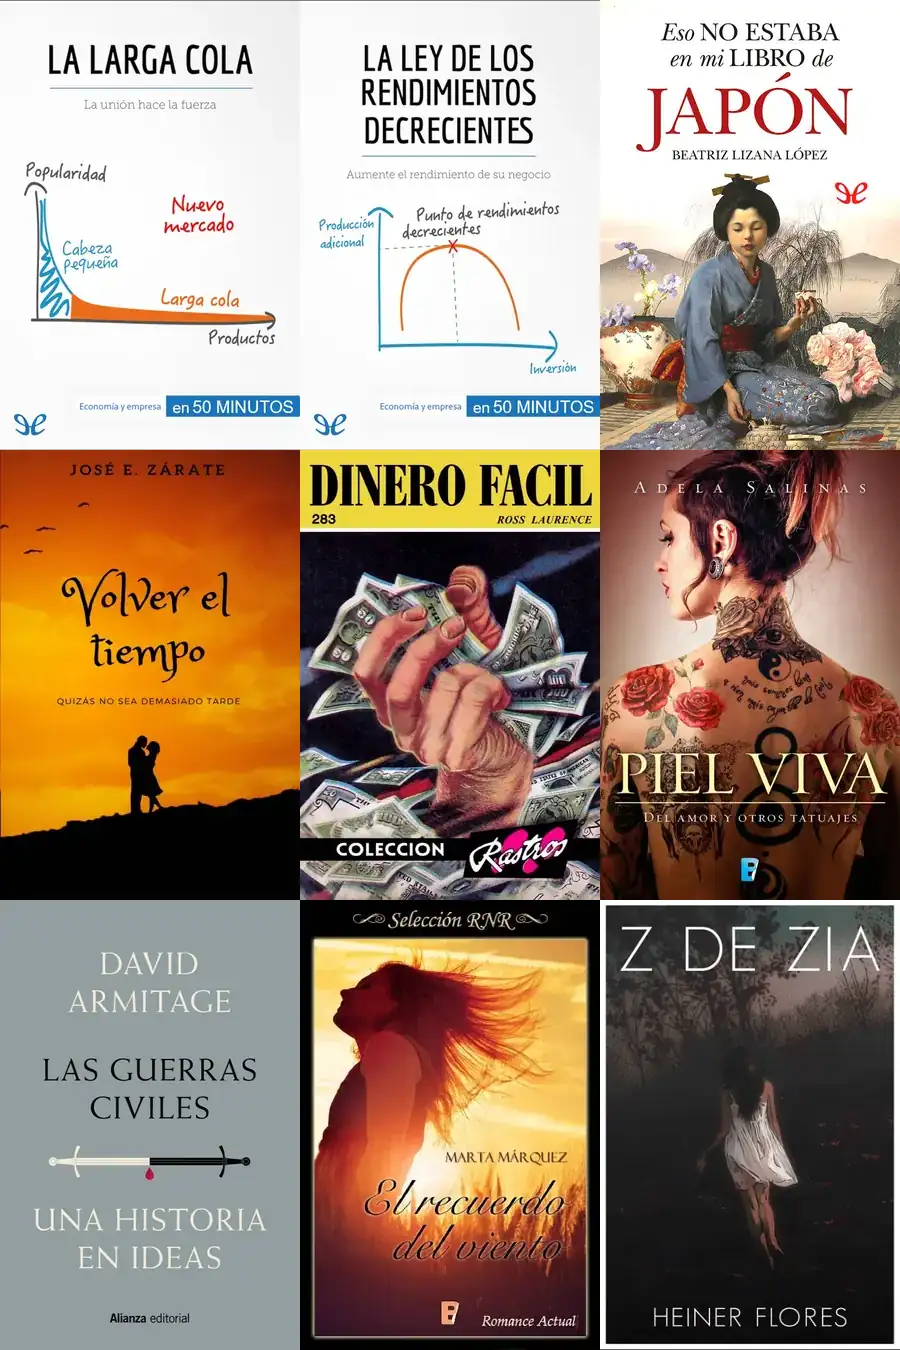 LA LARGA COLA
La unión hace la fuerza
Popularidad
Nuevo
mercado
Cabeza
pequeña
Larga cola
Productos
Economía y empresa
en 50 MINUTOS
LA LEY DE LOS
RENDIMIENTOS
DECRECIENTES
Aumente el rendimiento de su negocio
Producción
adicional
Punto de rendimientos
decrecientes
Inversión
Economía y empresa
en 50 MINUTOS
Eso NO ESTABA
en mi LIBRO de
JAPÓN
BEATRIZ LIZANA LÓPEZ
JOSÉ E. ZÁRATE
Volver el
tiempo
QUIZÁS NO SEA DEMASIADO TARDE
DINERO FACIL
283
ROSS LAURENCE
COLECCION
Rastros
ADELA SALINAS
PIEL VIVA
DEL AMOR Y OTROS TATUAJES
B
DAVID
ARMITAGE
LAS GUERRAS
CIVILES
UNA HISTORIA
EN IDEAS
Alianza editorial
Selección RNR
MARTA MÁRQUEZ
El recuerdo
del viento
B
Romance Actual
Z DE ZIA
HEINER FLORES